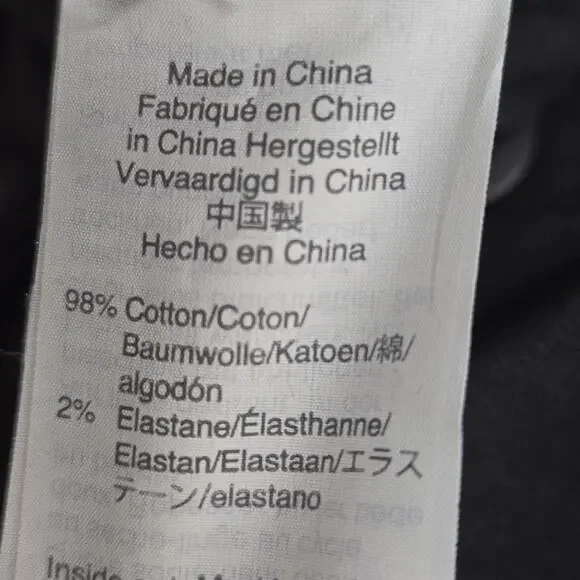 Made in China
Fabriqué en Chine
in China Hergestellt
Vervaardigd in China
中国製
Hecho en China
98% Cotton/Coton/
Baumwolle/Katoen/綿/
algodón
2% Elastane/Élasthanne/
Elastan/Elastaan/エラス
テーン/elastano